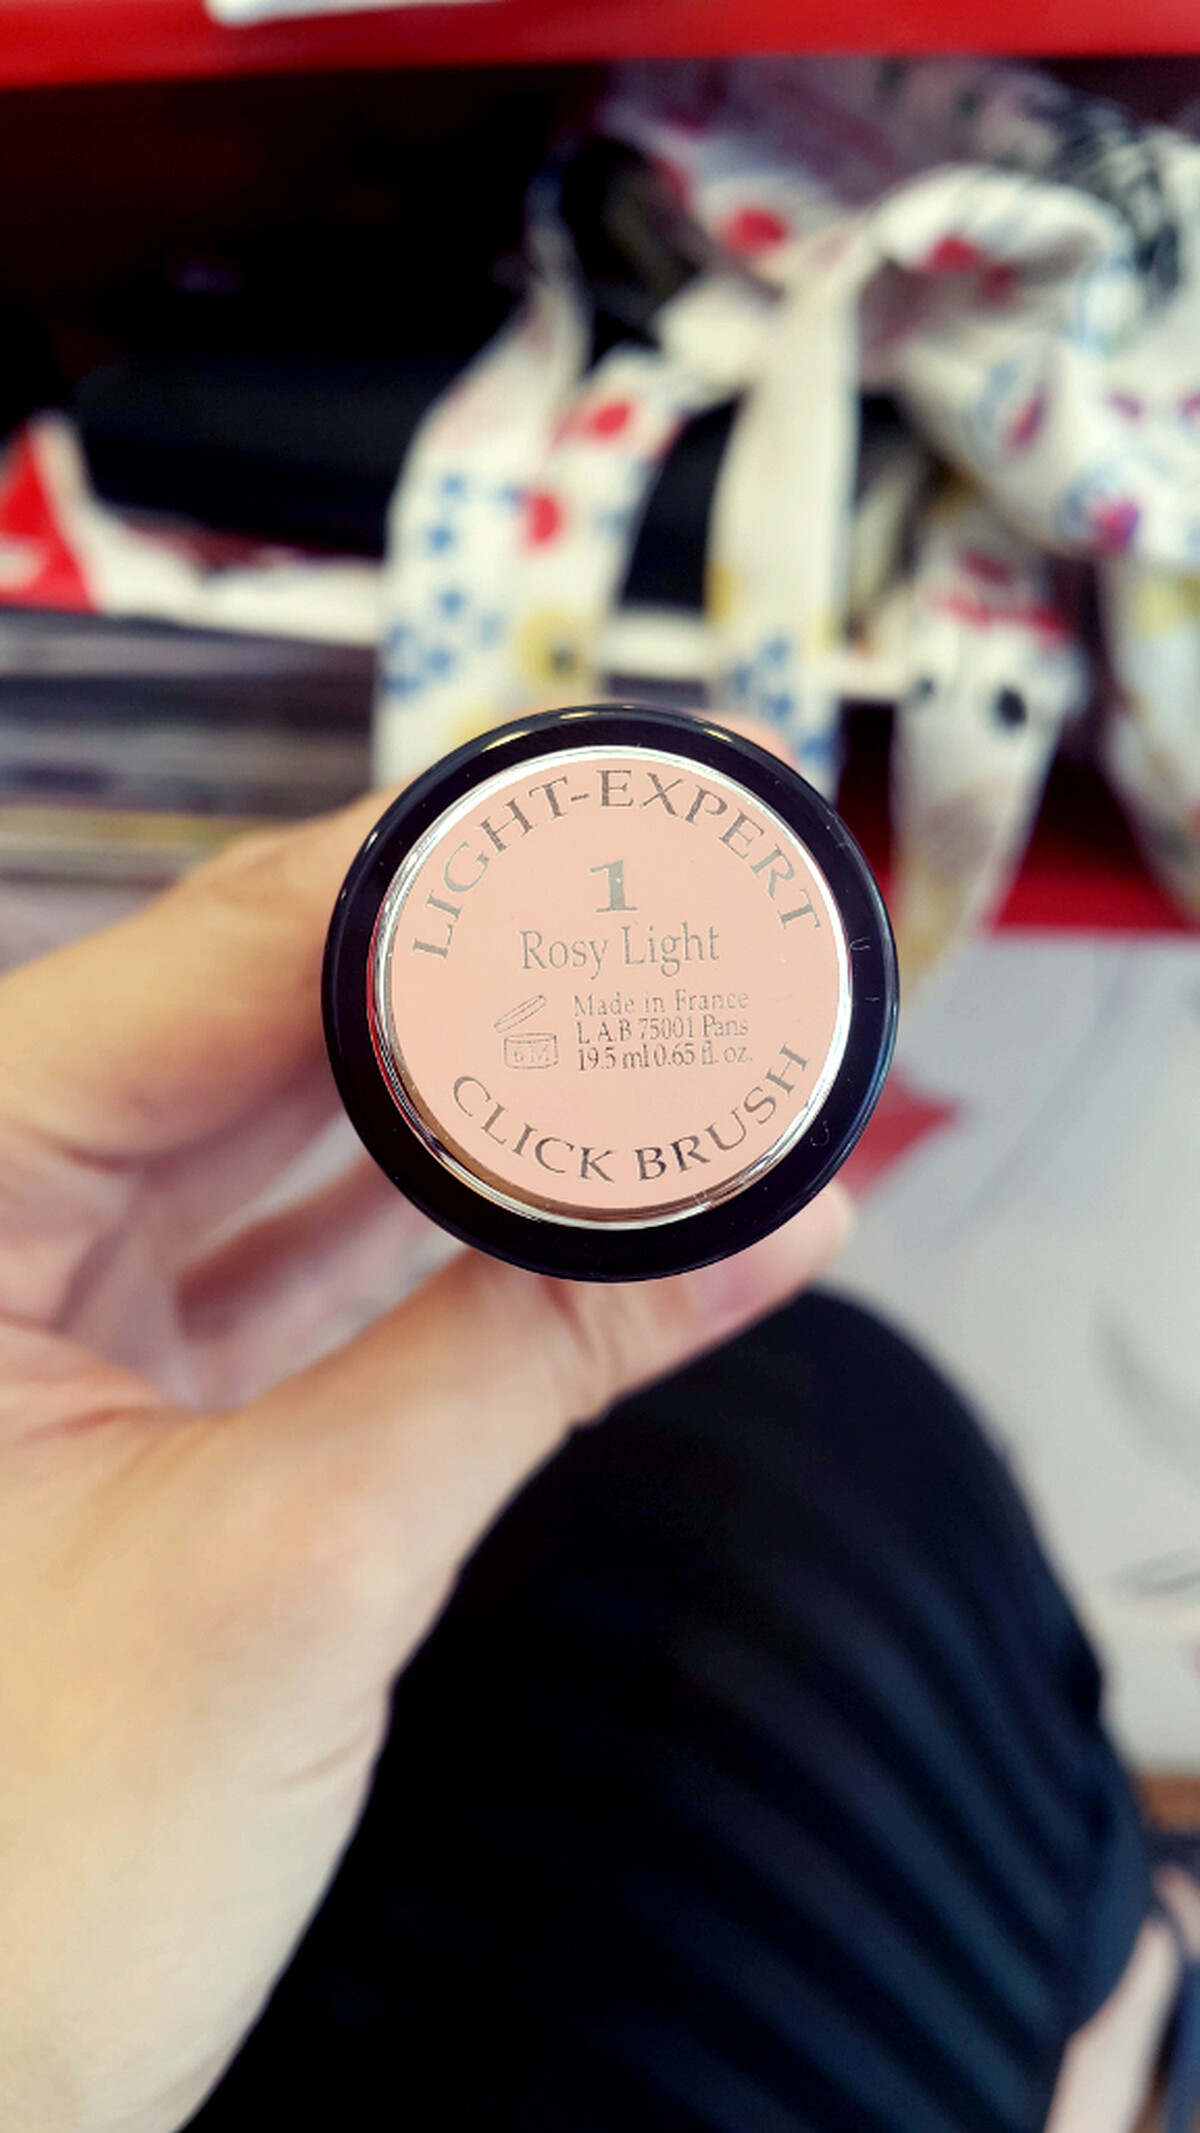 LIGHT-EXPERT
1
Rosy Light
Made in France
L.A.B 75001 Paris
6 M
19.5 ml 0.65 fl. oz.
CLICK BRUSH